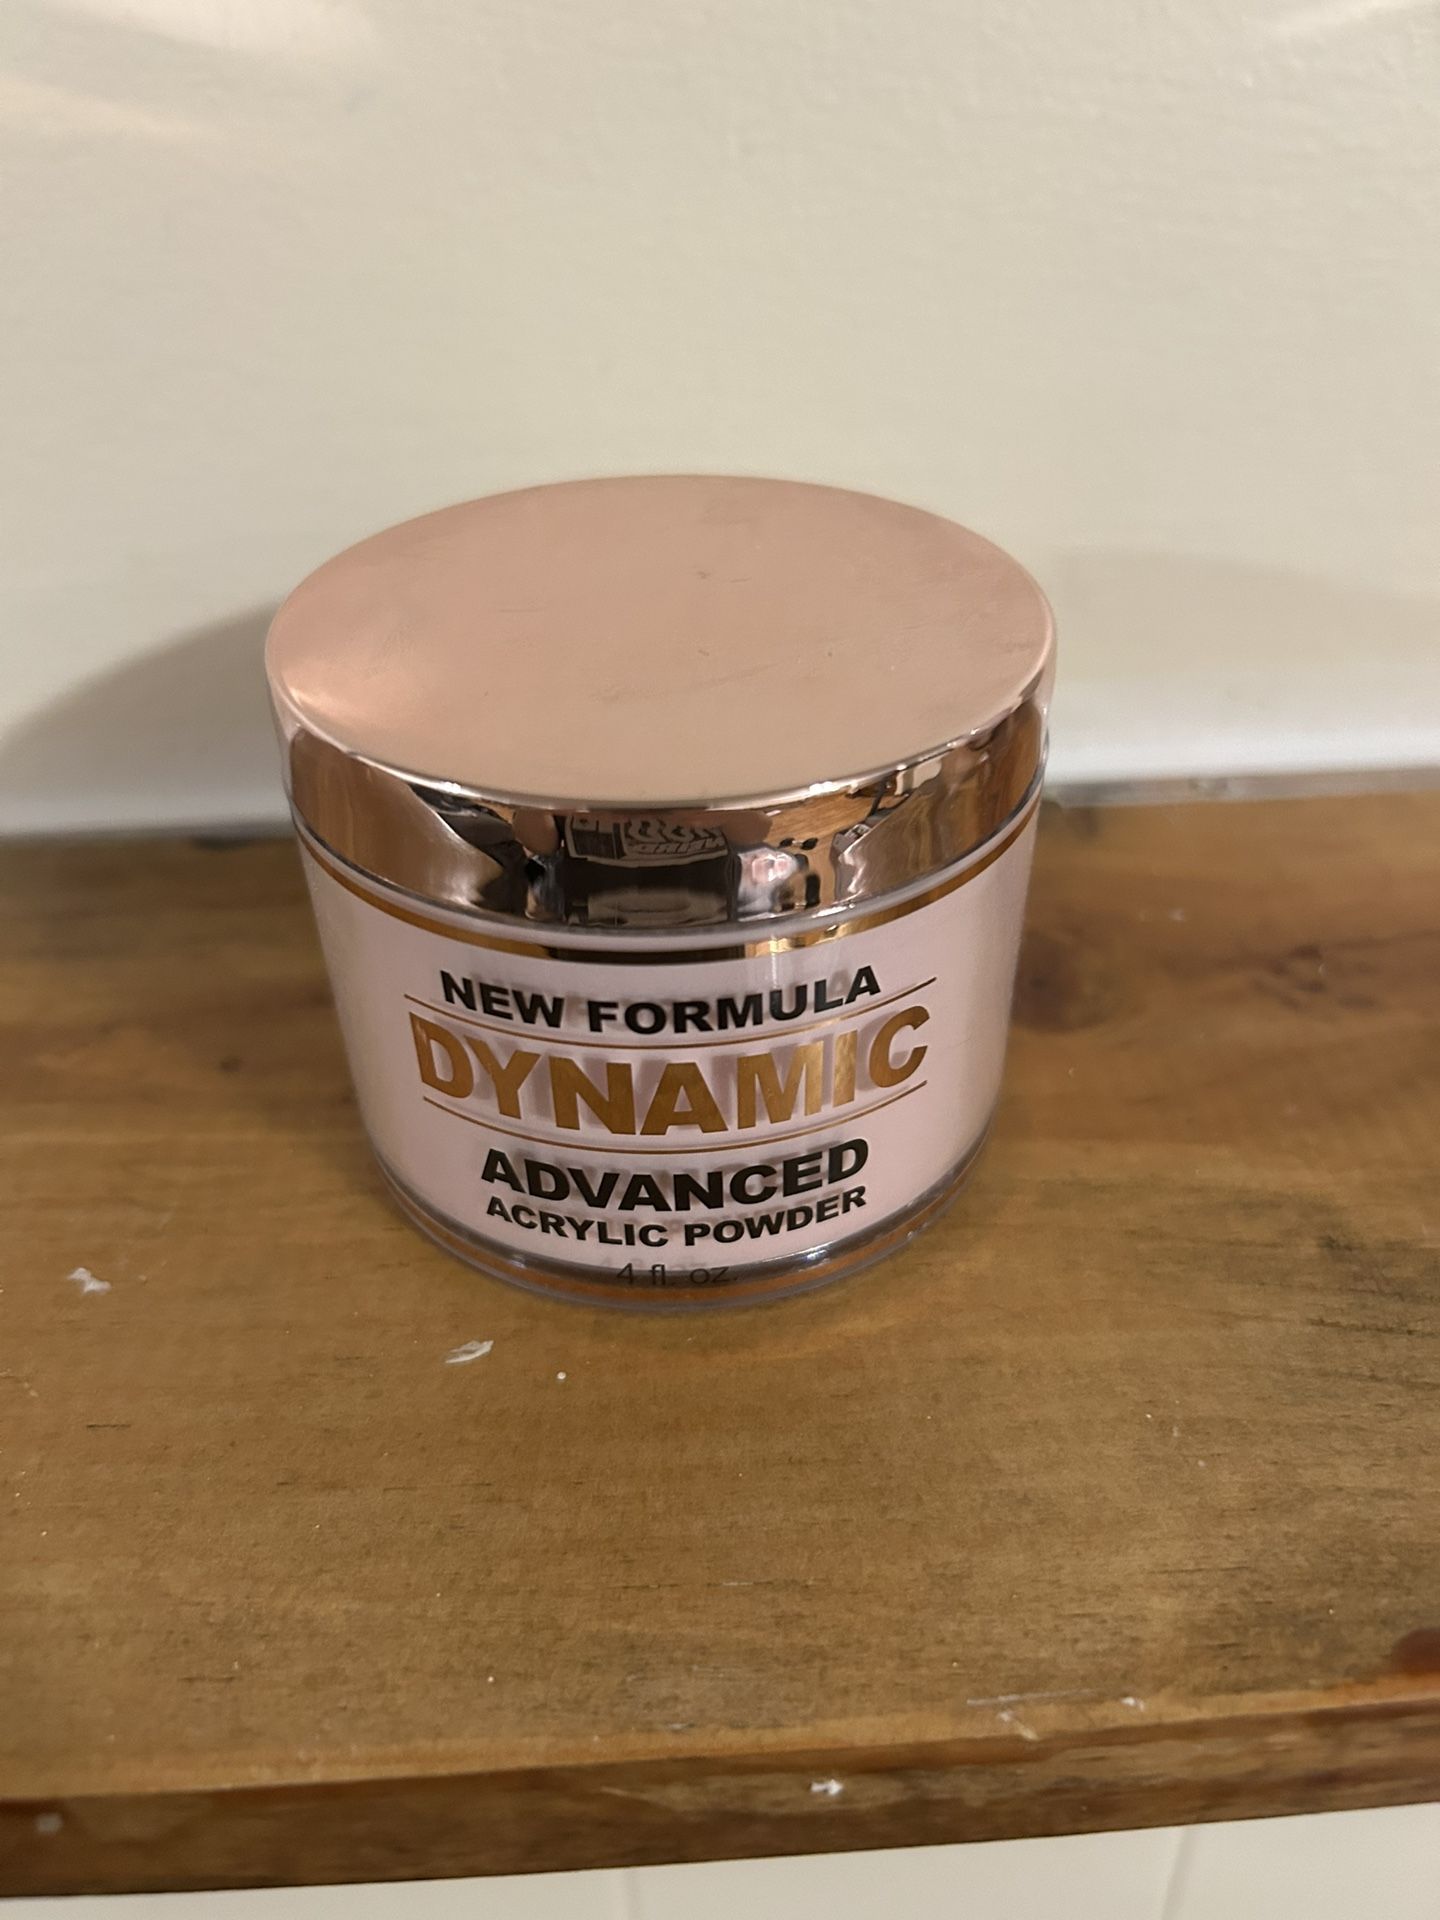 NEW FORMULA
DYNAMIC
ADVANCED
ACRYLIC POWDER
4 fl. oz.